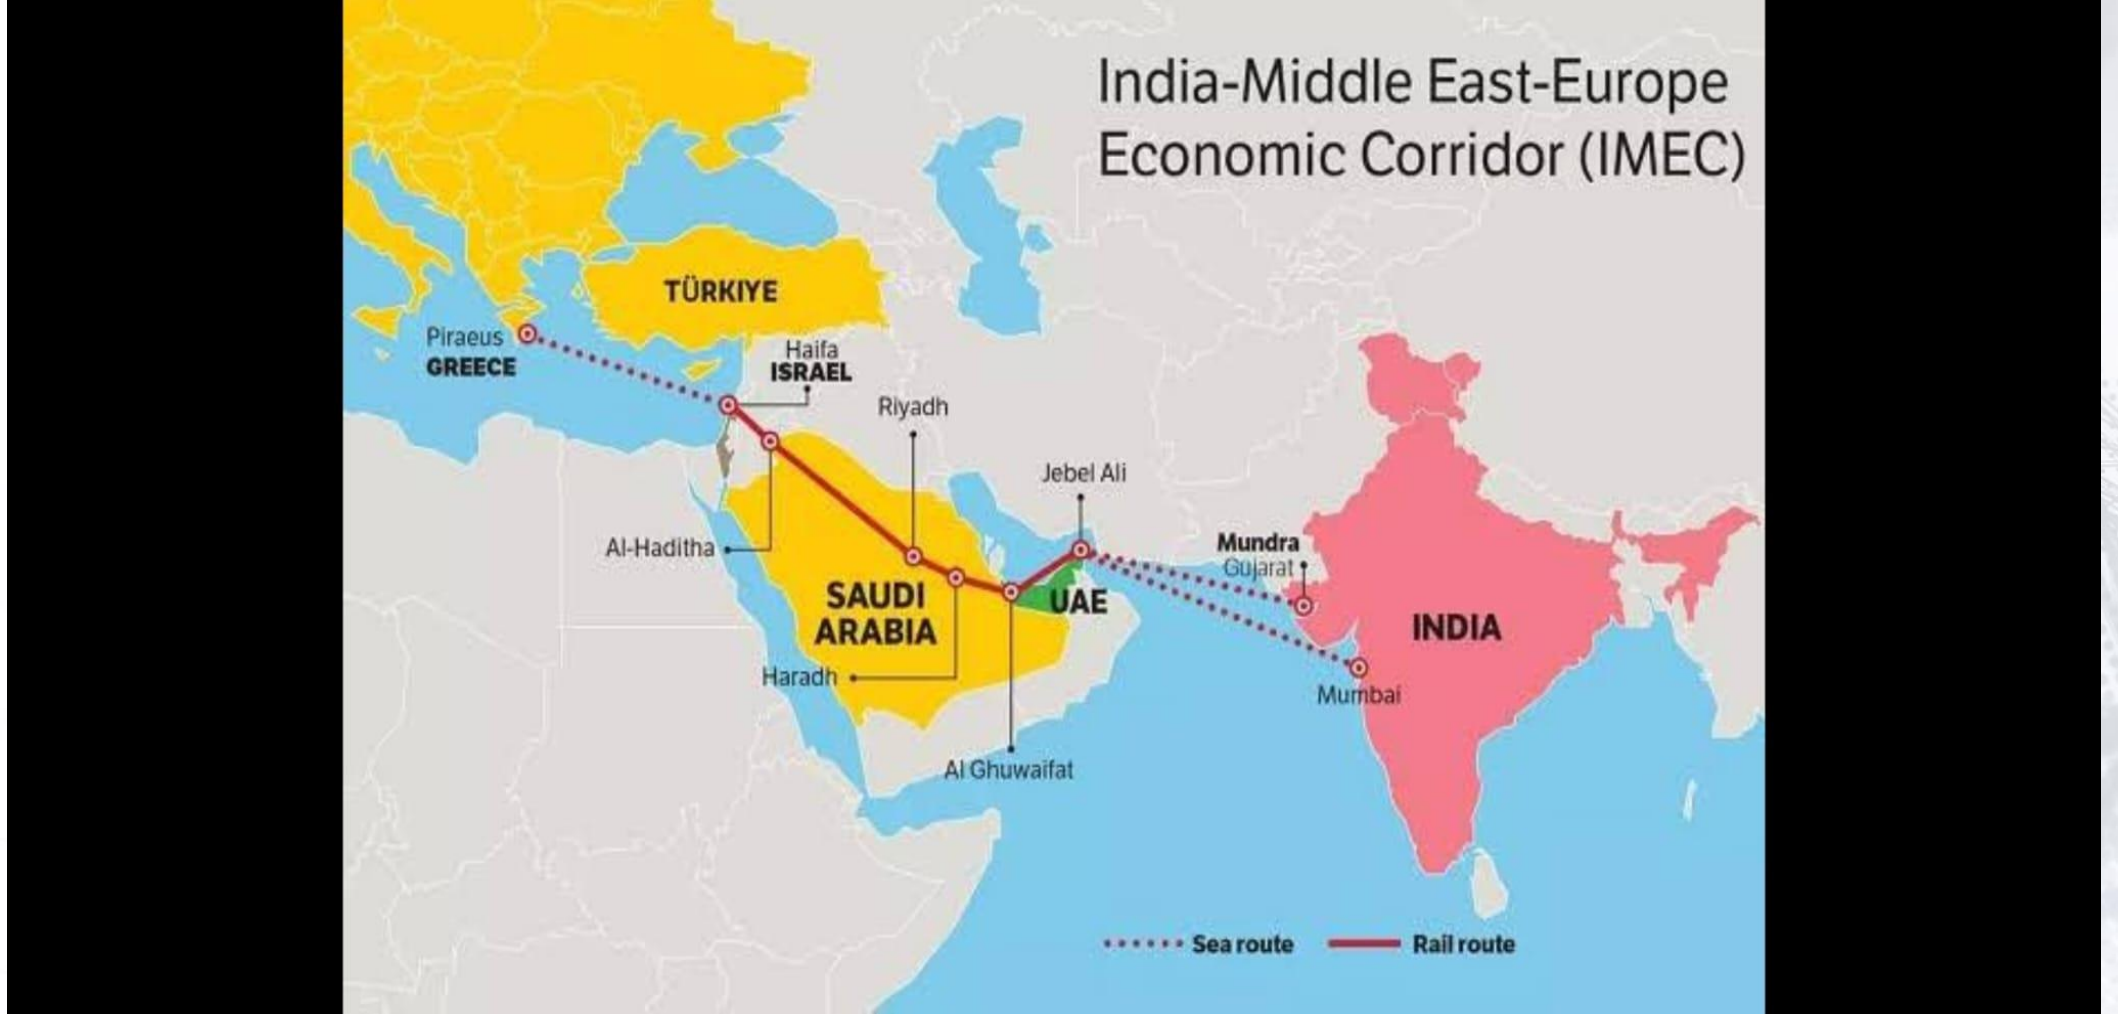 India-Middle East-Europe
Economic Corridor (IMEC)
TÜRKIYE
Piraeus
GREECE
Haifa
ISRAEL
Riyadh
Jebel Ali
Al-Haditha
Mundra
Gujarat
SAUDI
ARABIA
UAE
INDIA
Haradh
Mumbai
Al Ghuwaifat
Sea route
Rail route